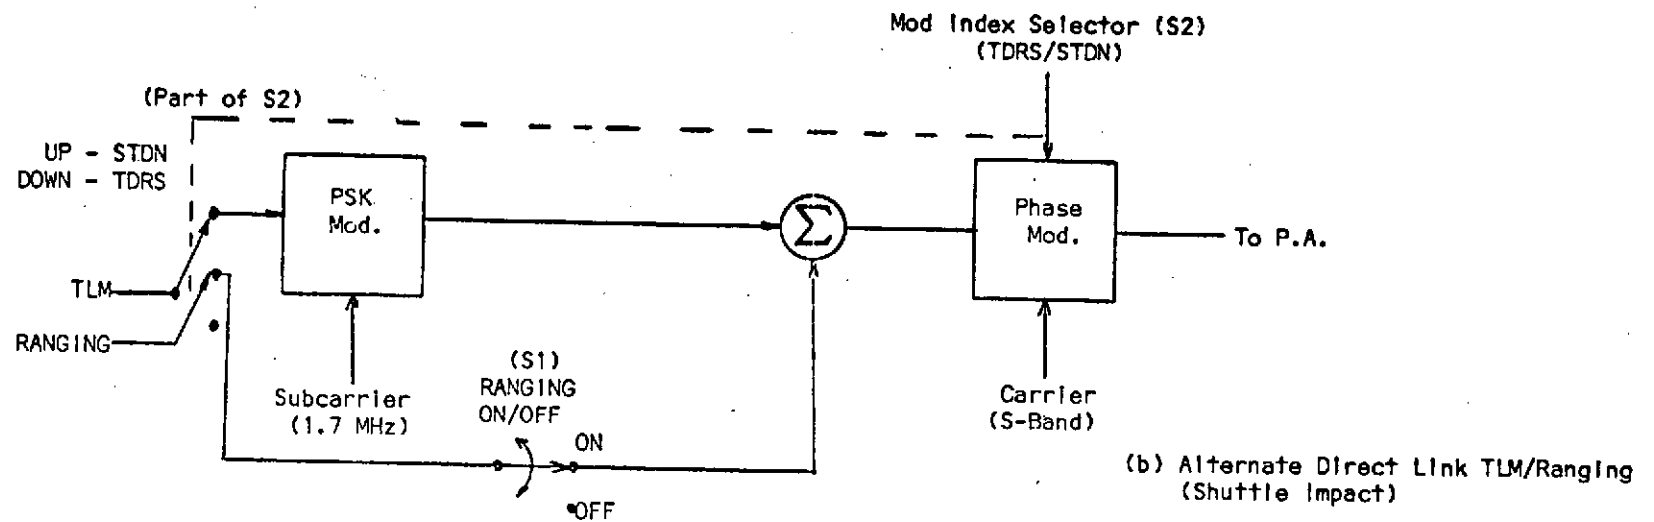 Mod Index Selector (S2)
(TDRS/STDN)
(Part of S2)
UP - STDN
DOWN - TDRS
PSK
Mod.
Σ
Phase
Mod.
To P.A.
TLM
RANGING
Subcarrier
(1.7 MHz)
(S1)
RANGING
ON/OFF
ON
OFF
Carrier
(S-Band)
(b) Alternate Direct Link TLM/Ranging
(Shuttle Impact)